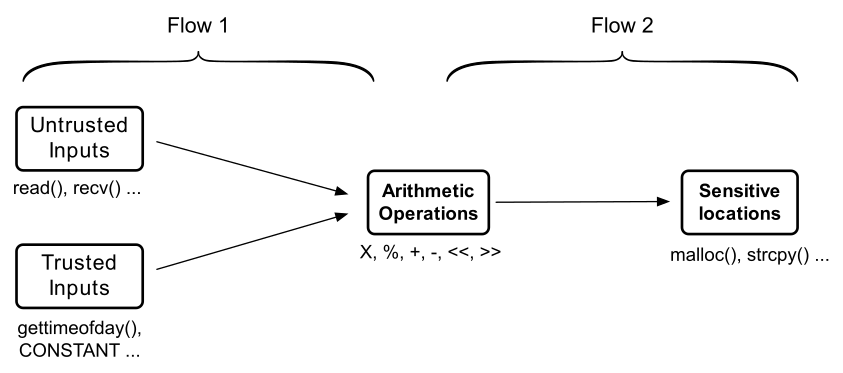 Flow 1
Flow 2
Untrusted
Inputs
read(), recv() ...
Arithmetic
Operations
X, %, +, -, <<, >>
Sensitive
locations
malloc(), strcpy() ...
Trusted
Inputs
gettimeofday(),
CONSTANT ...